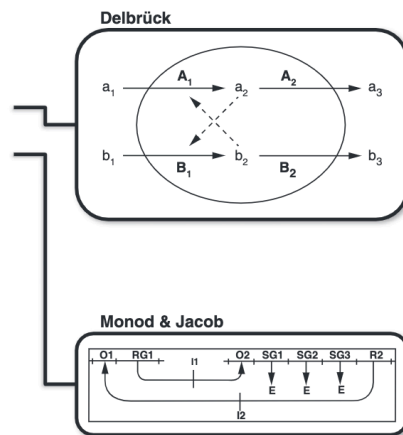 Delbrück
a1 A1 a2 A2 a3
b1 B1 b2 B2 b3
Monod & Jacob
O1 RG1 I1 O2 SG1 SG2 SG3 R2
E E E
I2